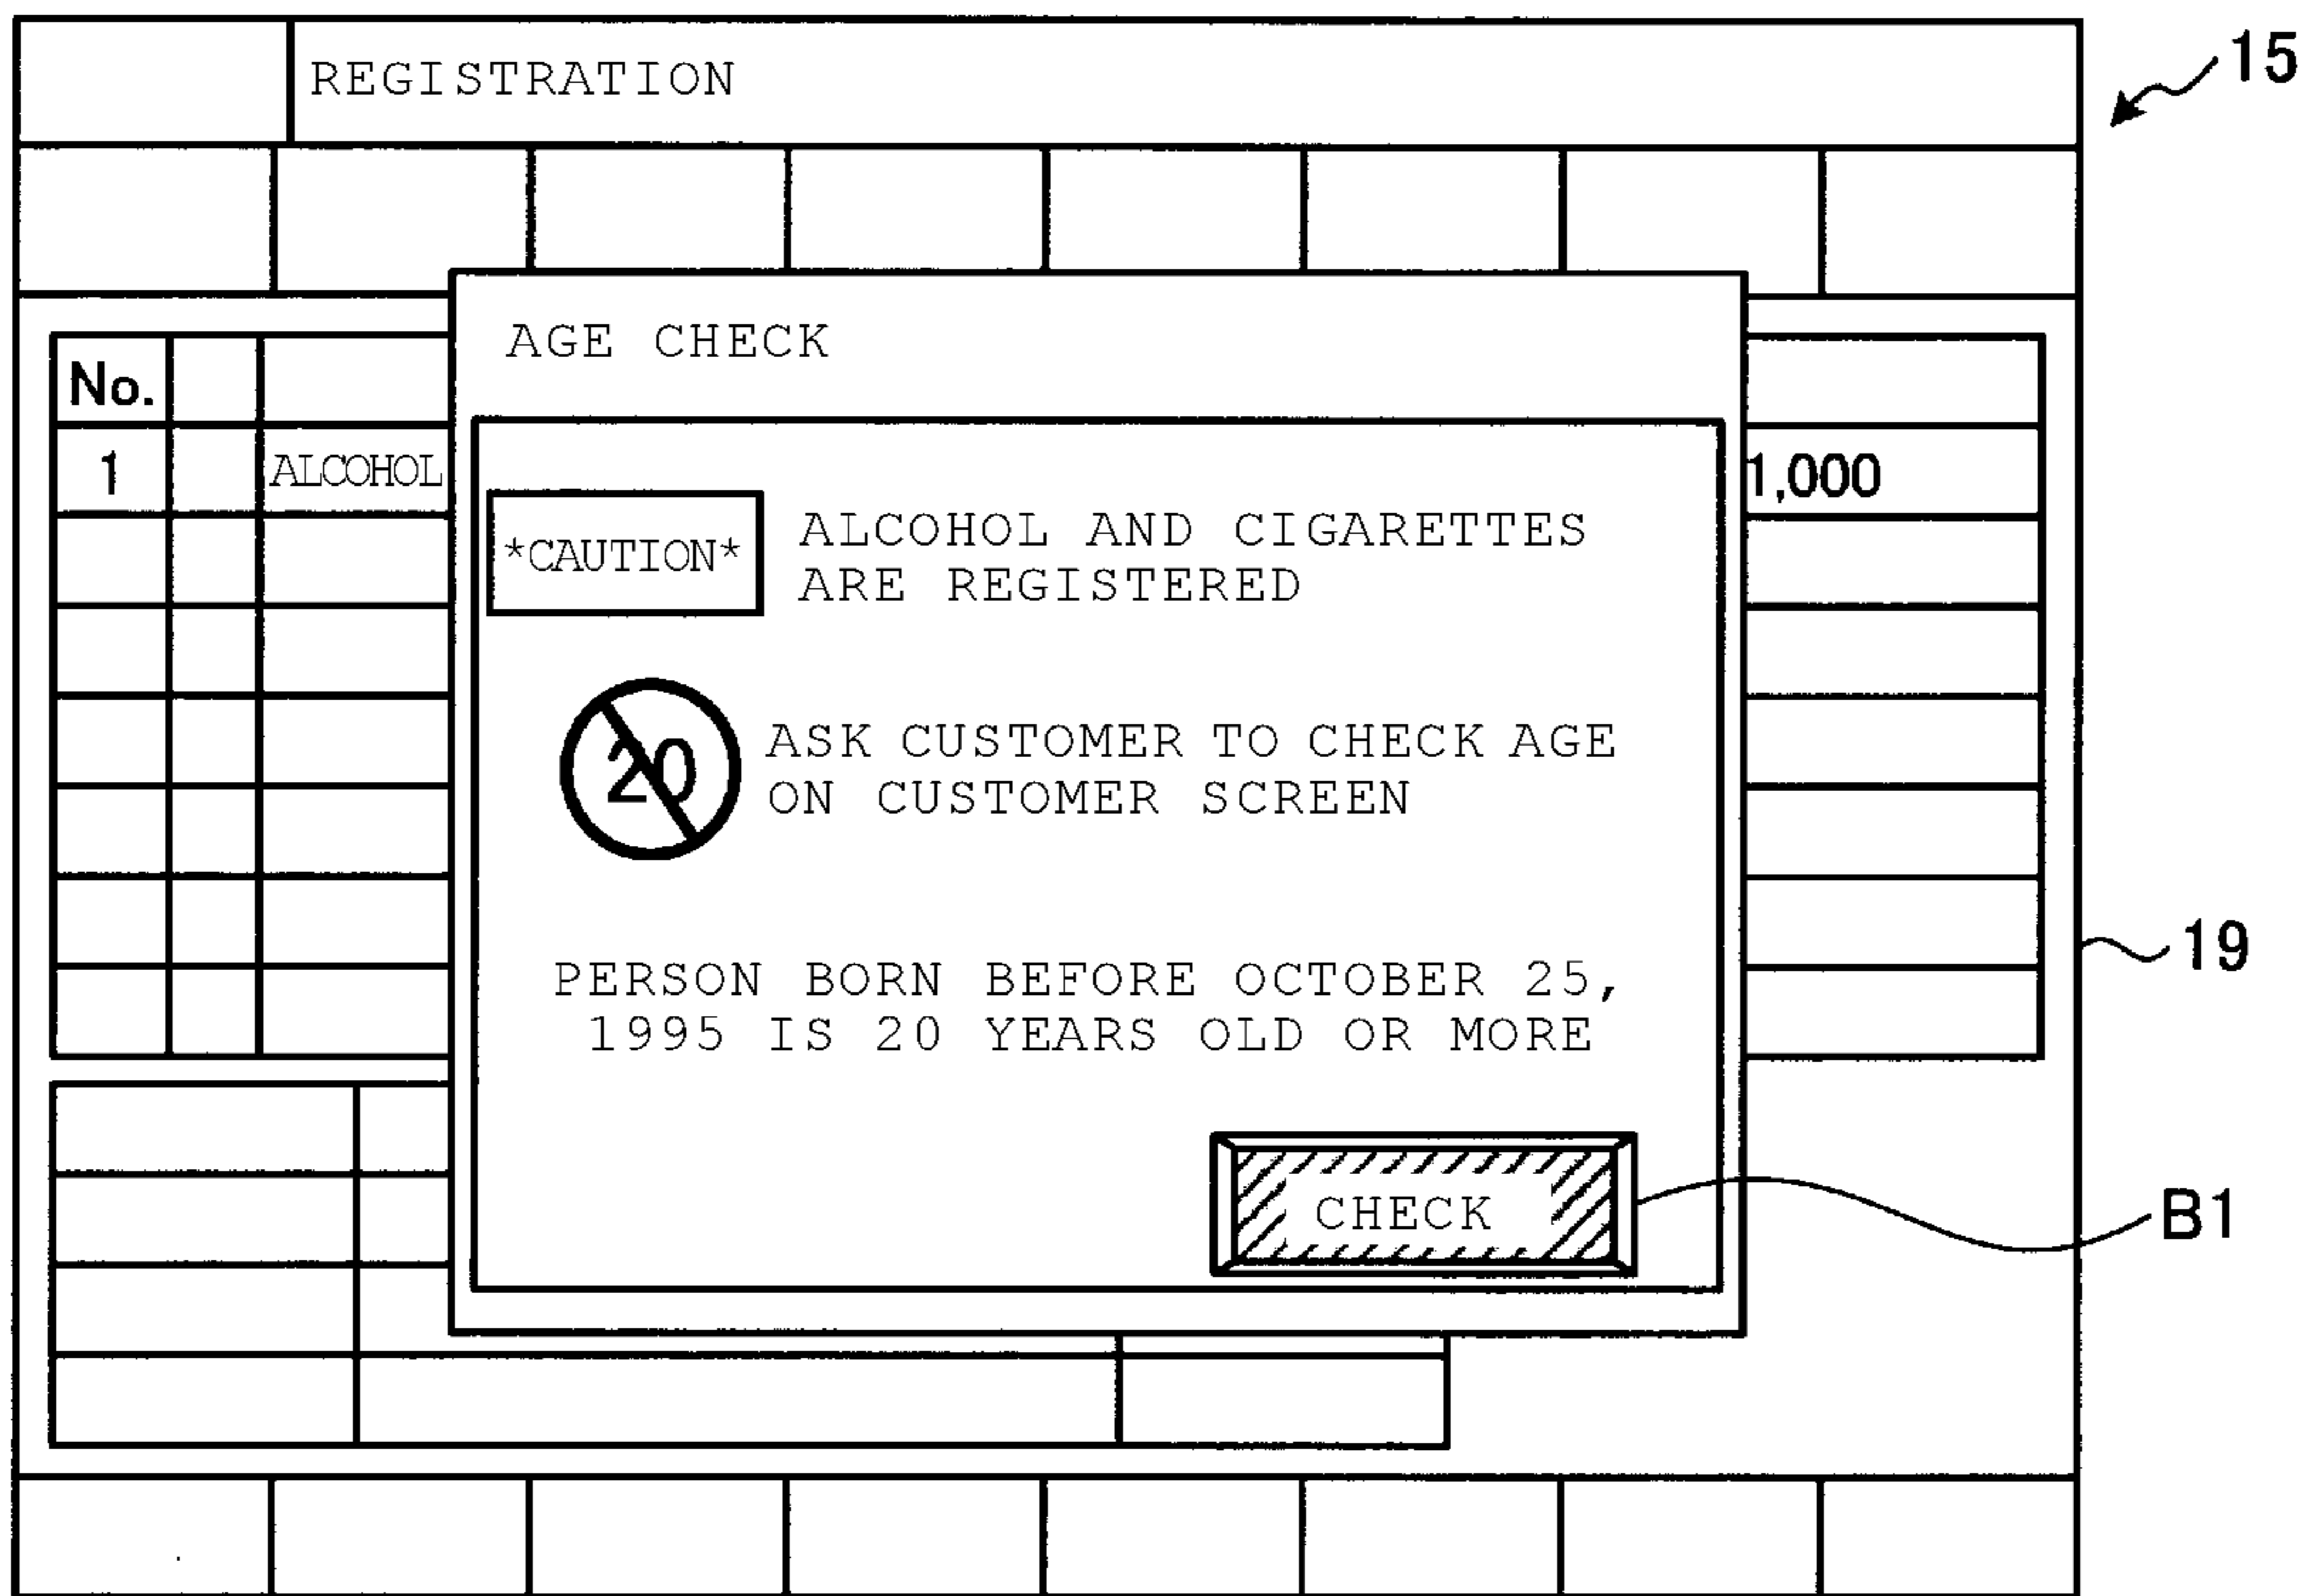 REGISTRATION
15
AGE CHECK
No.
1 ALCOHOL 1,000
*CAUTION*
ALCOHOL AND CIGARETTES
ARE REGISTERED
20
ASK CUSTOMER TO CHECK AGE
ON CUSTOMER SCREEN
19
PERSON BORN BEFORE OCTOBER 25,
1995 IS 20 YEARS OLD OR MORE
CHECK
B1